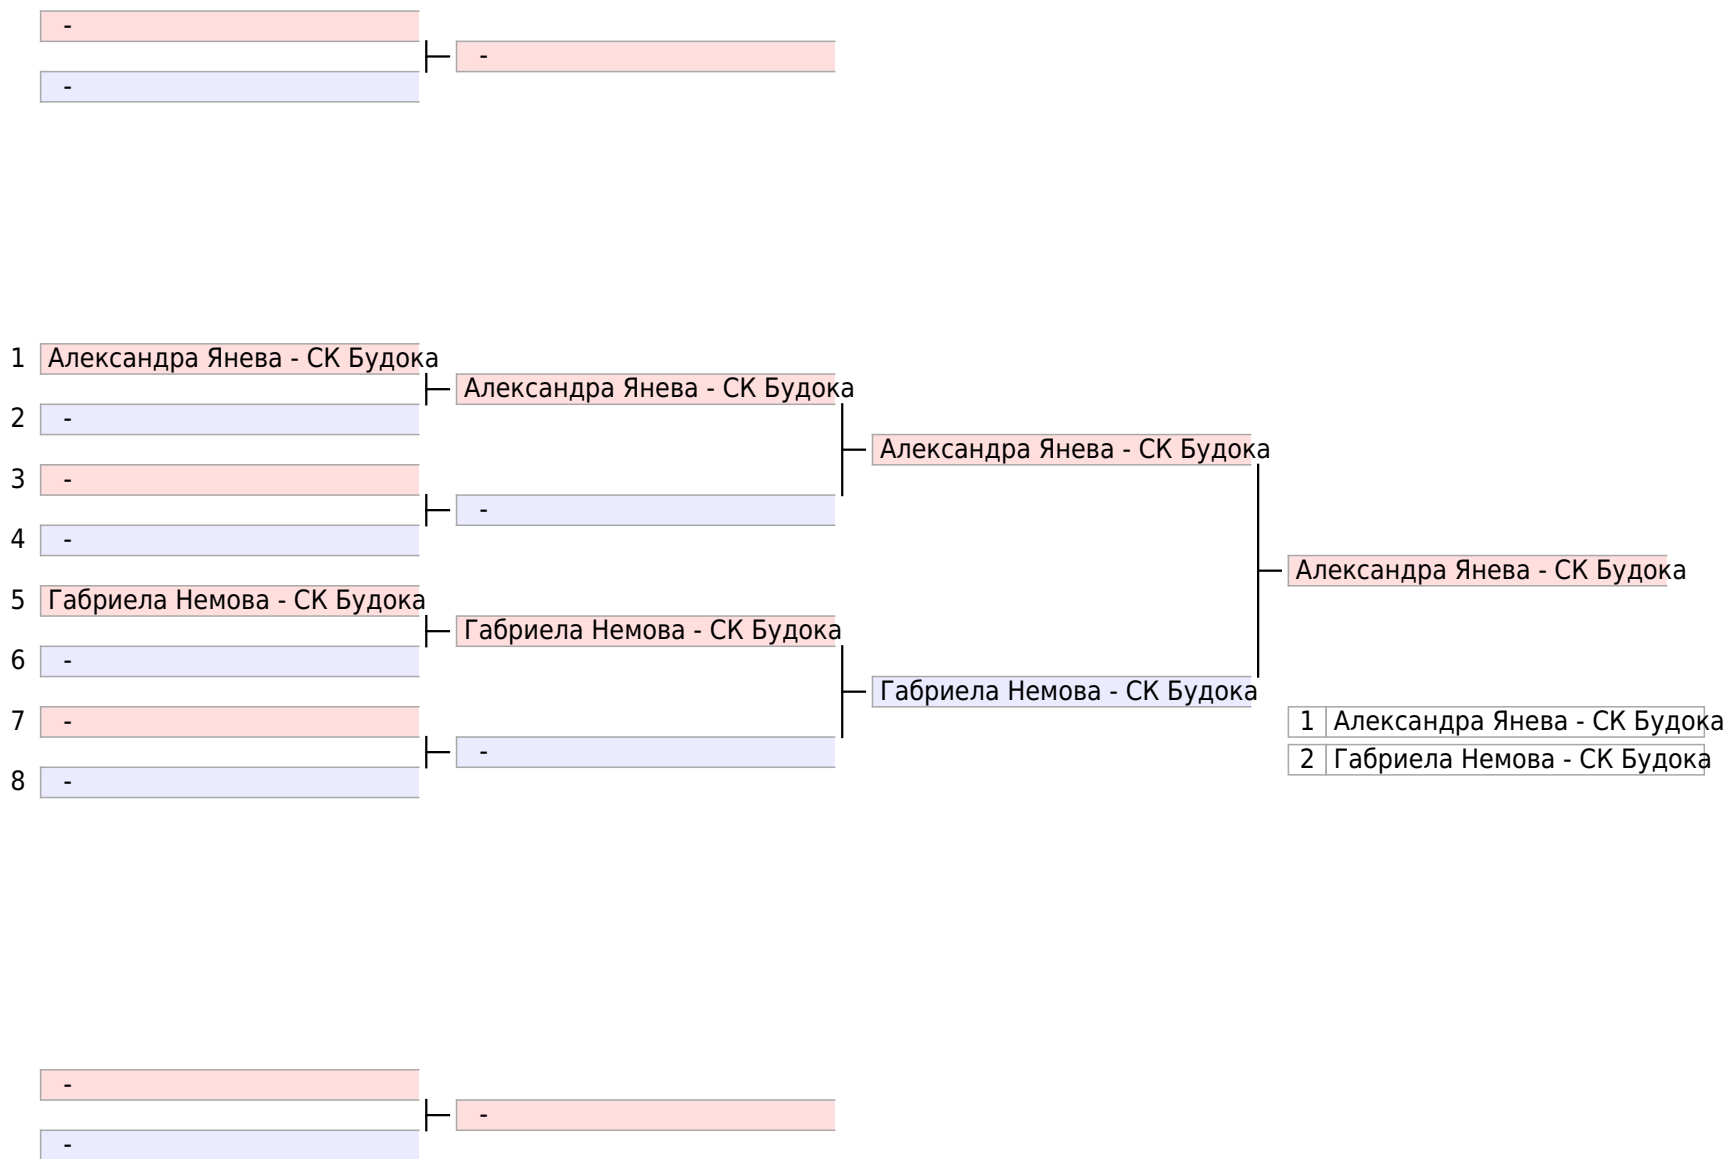 -
-
-
1 Александра Янева - СК Будока
Александра Янева - СК Будока
2 -
Александра Янева - СК Будока
3 -
-
4 -
Александра Янева - СК Будока
5 Габриела Немова - СК Будока
Габриела Немова - СК Будока
6 -
Габриела Немова - СК Будока
7 -
1 Александра Янева - СК Будока
-
2 Габриела Немова - СК Будока
8 -
-
-
-